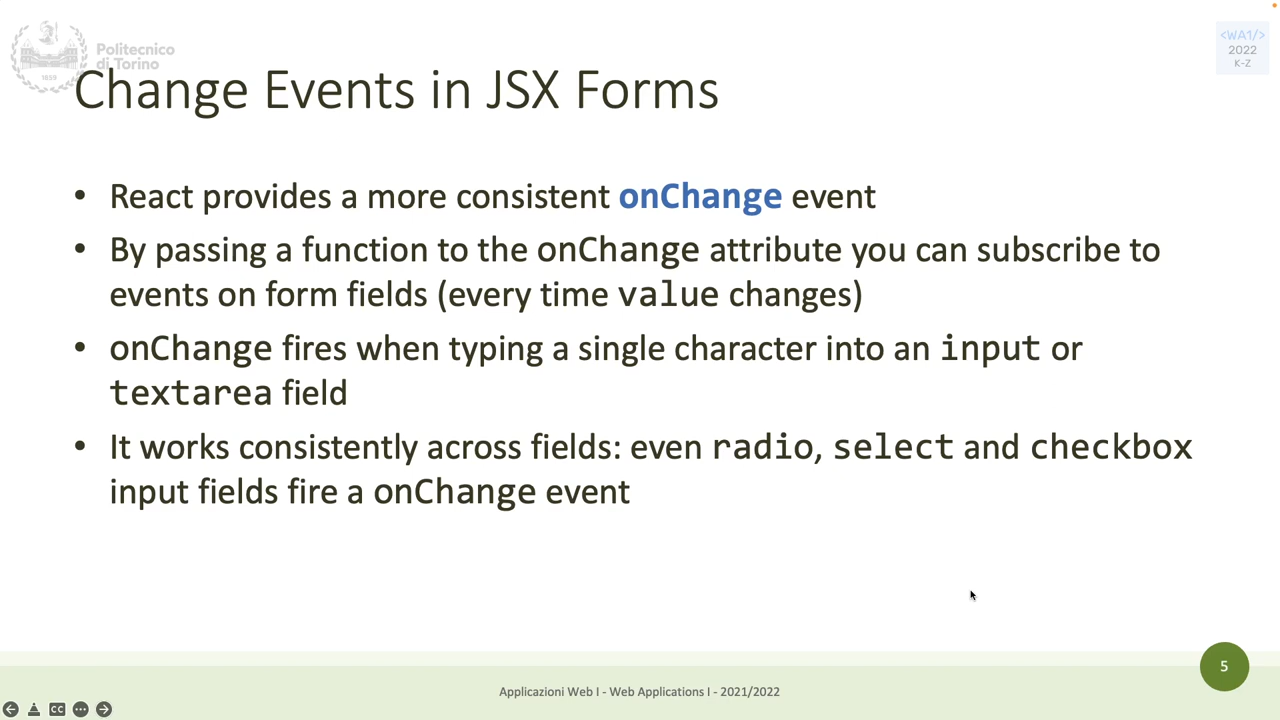 Politecnico
di Torino
1859
<WA1/>
2022
K-Z
Change Events in JSX Forms
• React provides a more consistent onChange event
• By passing a function to the onChange attribute you can subscribe to
events on form fields (every time value changes)
• onChange fires when typing a single character into an input or
textarea field
• It works consistently across fields: even radio, select and checkbox
input fields fire a onChange event
5
Applicazioni Web I - Web Applications I - 2021/2022
CC